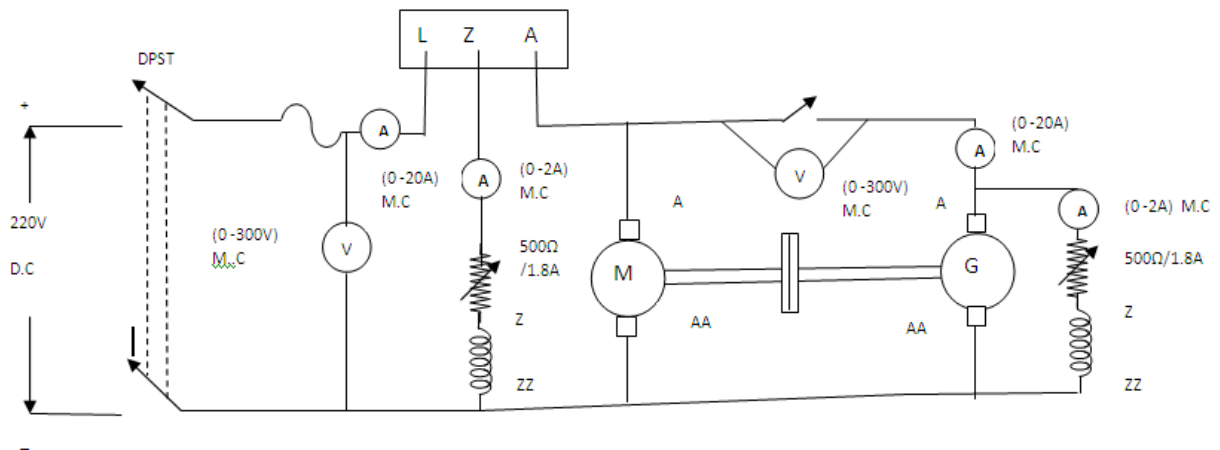 L Z A
DPST
+
A
(0-20A)
M.C
(0-20A)
M.C
A
(0-2A)
M.C
A
(0-300V)
M.C
V
A
A
A
(0-2A) M.C
220V
(0-300V)
M..C
V
500Ω
/1.8A
M
G
500Ω/1.8A
D.C
Z
AA
AA
Z
ZZ
ZZ
–